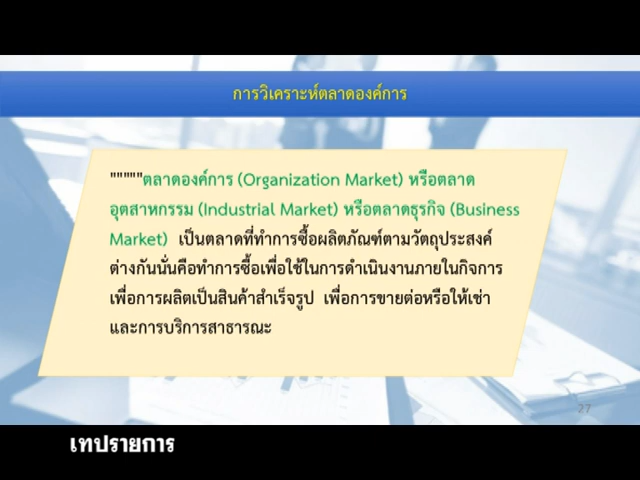 การวิเคราะห์ตลาดองค์การ
"""""ตลาดองค์การ (Organization Market) หรือตลาด
อุตสาหกรรม (Industrial Market) หรือตลาดธุรกิจ (Business
Market) เป็นตลาดที่ทำการซื้อผลิตภัณฑ์ตามวัตถุประสงค์
ต่างกันนั่นคือทำการซื้อเพื่อใช้ในการดำเนินงานภายในกิจการ
เพื่อการผลิตเป็นสินค้าสำเร็จรูป เพื่อการขายต่อหรือให้เช่า
และการบริการสาธารณะ
27
เทปรายการ